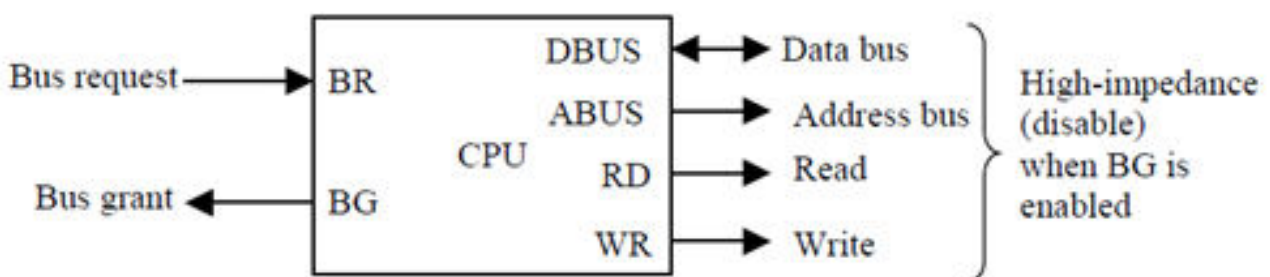 Bus request
BR
DBUS
Data bus
ABUS
Address bus
CPU
RD
Read
Bus grant
BG
WR
Write
High-impedance
(disable)
when BG is
enabled